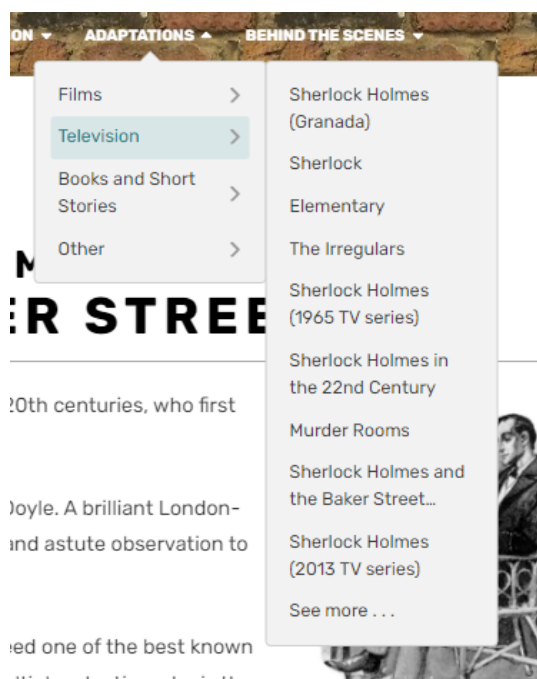 ON ADAPTATIONS BEHIND THE SCENES
Films
Television
Books and Short
Stories
Other
Sherlock Holmes
(Granada)
Sherlock
Elementary
The Irregulars
Sherlock Holmes
(1965 TV series)
Sherlock Holmes in
the 22nd Century
Murder Rooms
Sherlock Holmes and
the Baker Street...
Sherlock Holmes
(2013 TV series)
See more . . .
M
ER STREE
20th centuries, who first
Doyle. A brilliant London-
and astute observation to
eed one of the best known